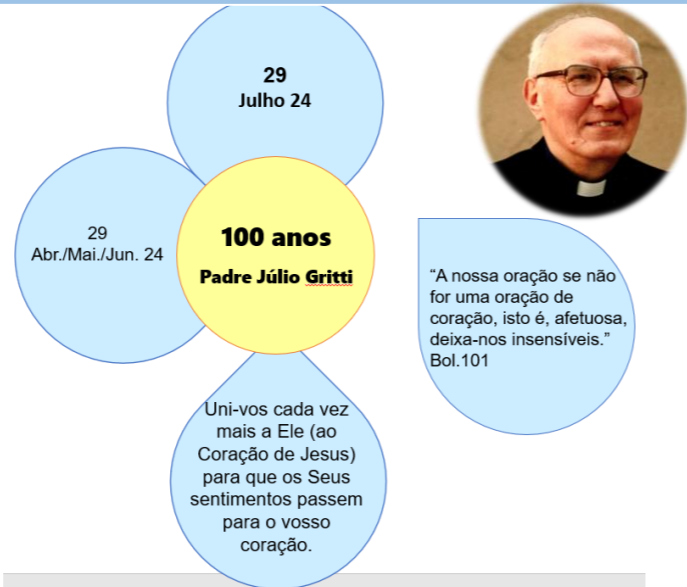 29
Julho 24
29
Abr./Mai./Jun. 24
100 anos
Padre Júlio Gritti
“A nossa oração se não
for uma oração de
coração, isto é, afetuosa,
deixa-nos insensíveis.”
Bol.101
Uni-vos cada vez
mais a Ele (ao
Coração de Jesus)
para que os Seus
sentimentos passem
para o vosso
coração.